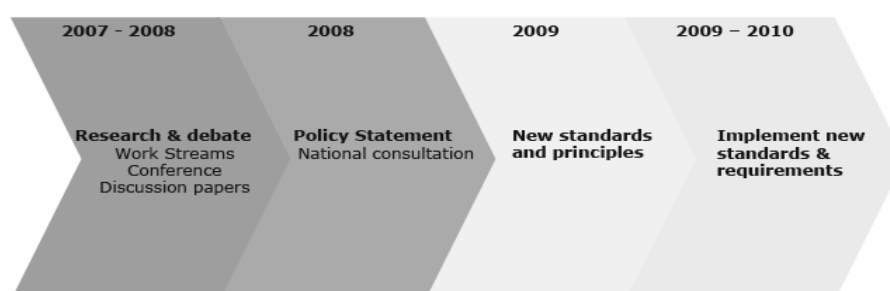 2007 - 2008
Research & debate
Work Streams
Conference
Discussion papers
2008
Policy Statement
National consultation
2009
New standards
and principles
2009 – 2010
Implement new
standards &
requirements